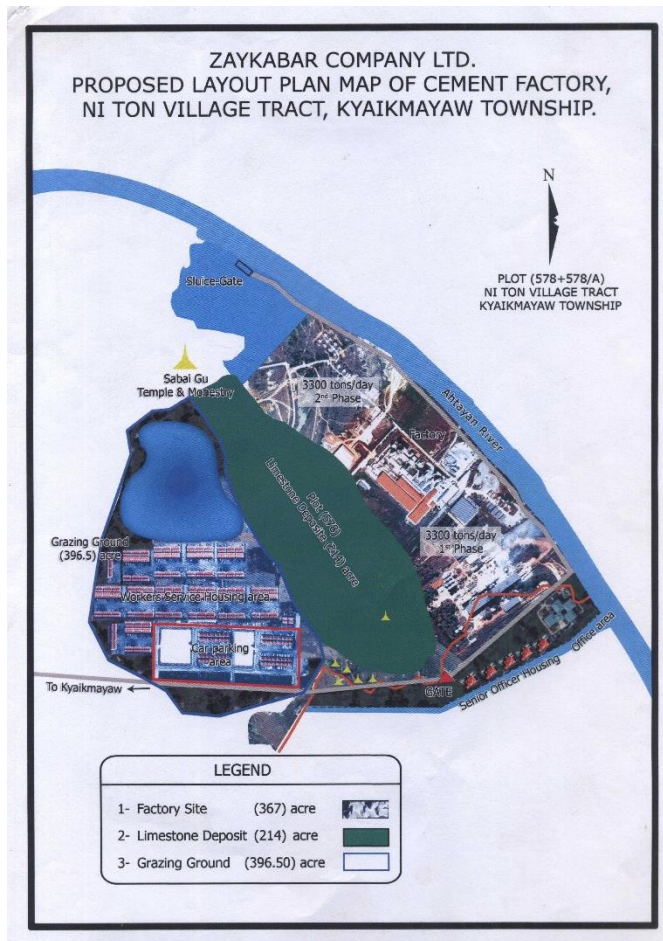 ZAYKABAR COMPANY LTD.
PROPOSED LAYOUT PLAN MAP OF CEMENT FACTORY,
NI TON VILLAGE TRACT, KYAIKMAYAW TOWNSHIP.
N
PLOT (578+578/A)
NI TON VILLAGE TRACT
KYAIKMAYAW TOWNSHIP
Sluice-Gate
Sabai Gu
Temple & Monestry
3300 tons/day
2nd Phase
Ahtayan River
Factory
Plot (578)
Limestone Deposite (214) acre
3300 tons/day
1st Phase
Grazing Ground
(396.5) acre
Workers Service Housing area
Car parking
area
To Kyaikmayaw
GATE
Senior Officer Housing
Office area
LEGEND
1- Factory Site (367) acre
2- Limestone Deposit (214) acre
3- Grazing Ground (396.50) acre